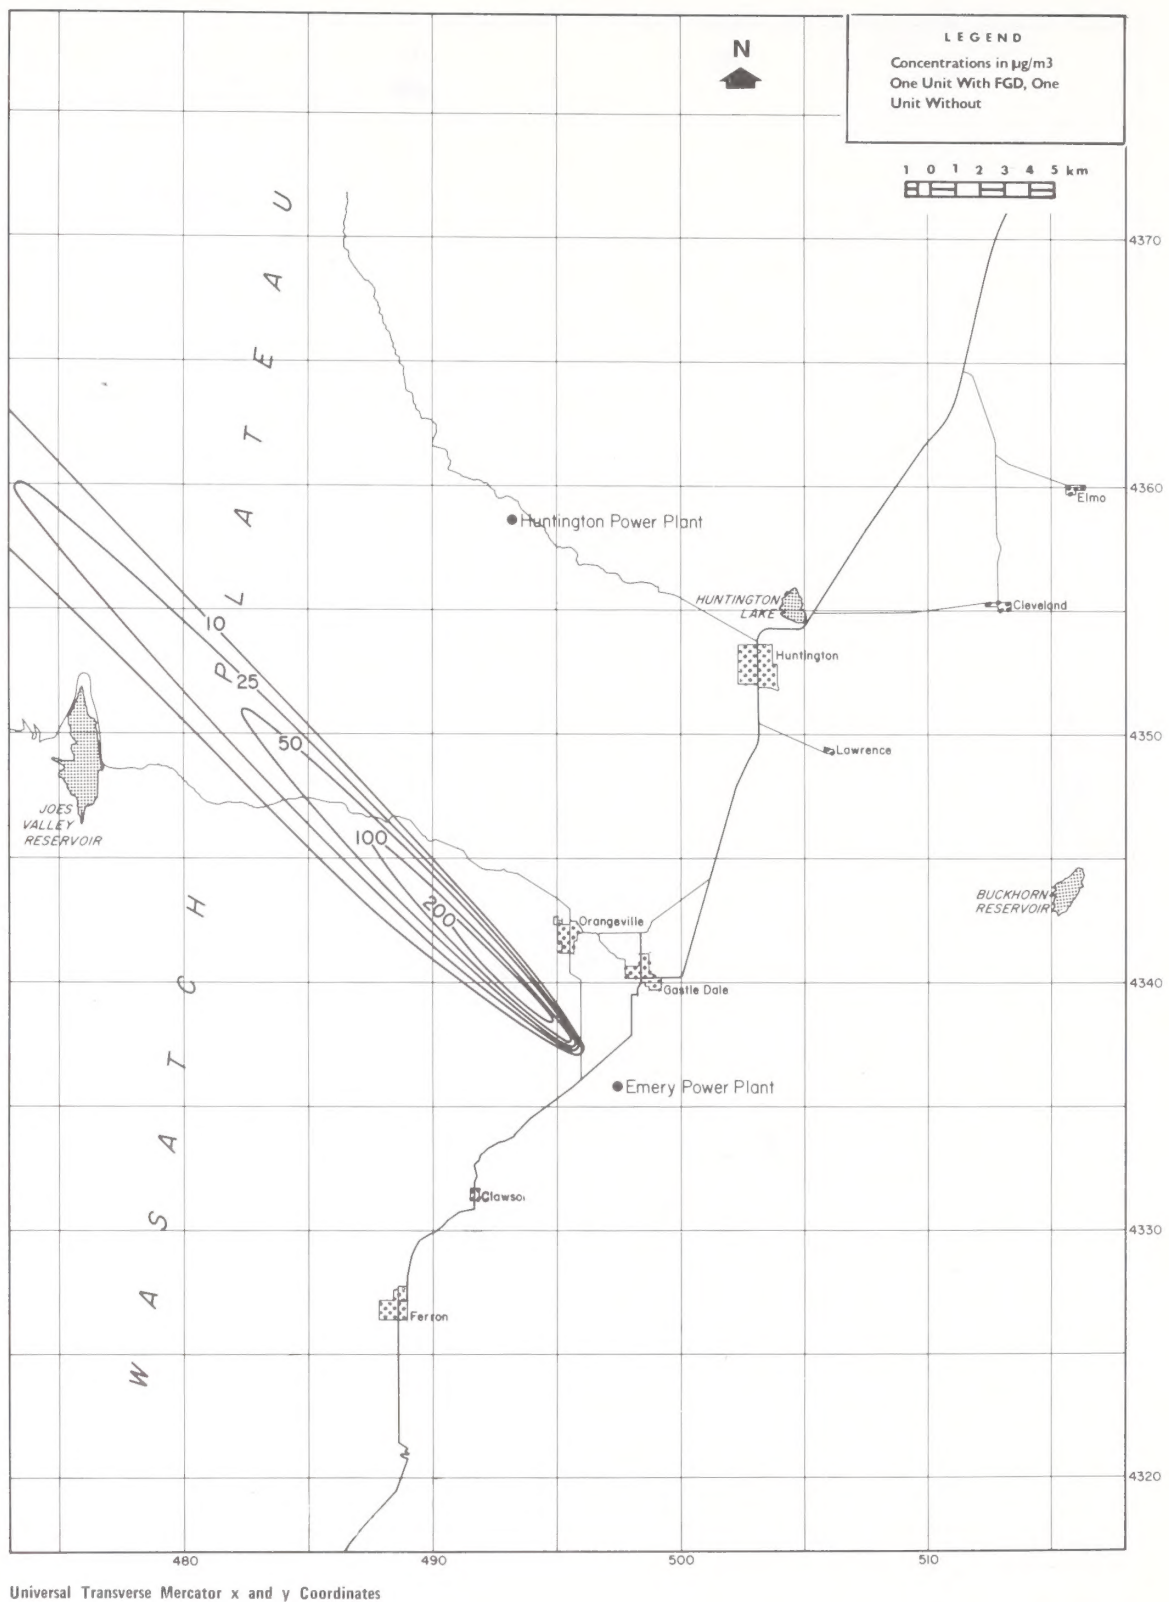 N
LEGEND
Concentrations in µg/m3
One Unit With FGD, One
Unit Without
1 0 1 2 3 4 5 km
WASATCH PLATEAU
4370
4360
Elmo
Huntington Power Plant
HUNTINGTON
LAKE
Cleveland
10
Huntington
25
50
4350
Lawrence
JOES
VALLEY
RESERVOIR
100
BUCKHORN
RESERVOIR
200
Orangeville
4340
Gastle Dale
Emery Power Plant
Clawson
4330
Ferron
4320
480
490
500
510
Universal Transverse Mercator x and y Coordinates